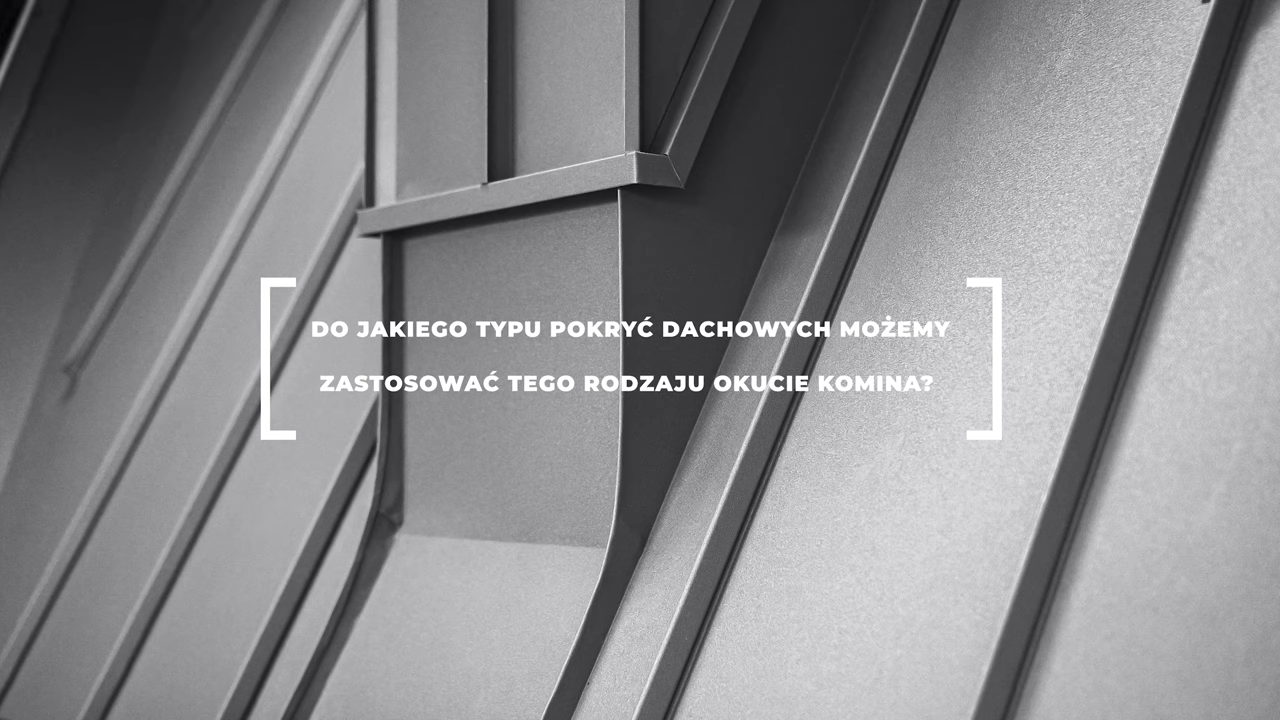 DO JAKIEGO TYPU POKRYĆ DACHOWYCH MOŻEMY
ZASTOSOWAĆ TEGO RODZAJU OKUCIE KOMINA?